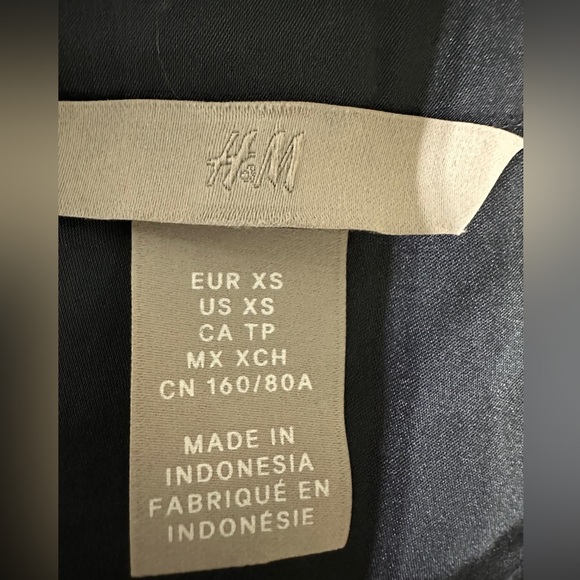 H&M
EUR XS
US XS
CA TP
MX XCH
CN 160/80A
MADE IN
INDONESIA
FABRIQUÉ EN
INDONÉSIE